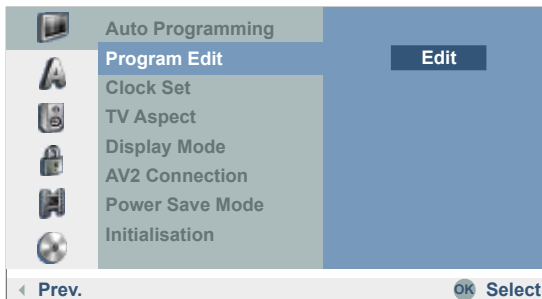 Auto Programming
Program Edit
Edit
Clock Set
TV Aspect
Display Mode
AV2 Connection
Power Save Mode
Initialisation
Prev.
OK Select